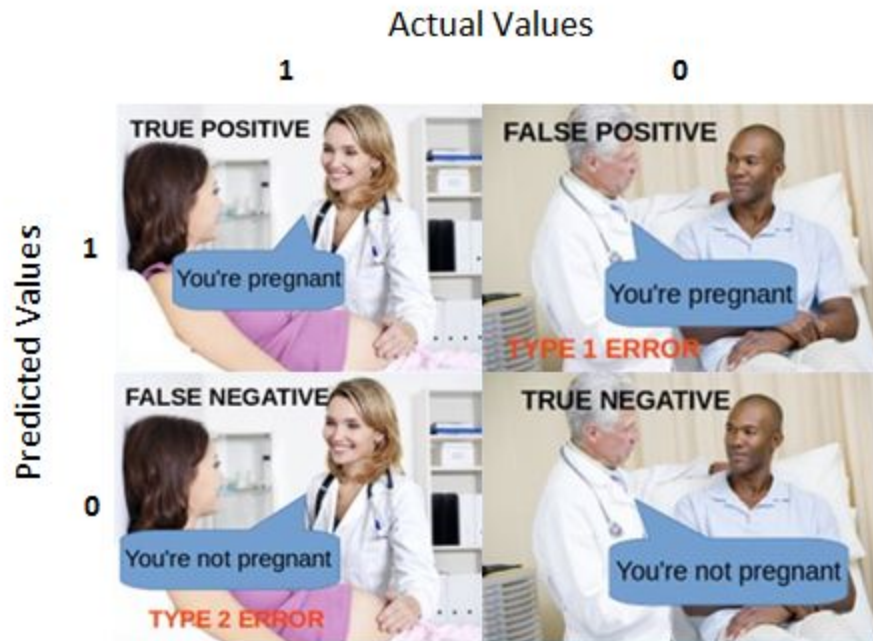 Actual Values
1
0
Predicted Values
1
TRUE POSITIVE
You're pregnant
FALSE POSITIVE
You're pregnant
TYPE 1 ERROR
0
FALSE NEGATIVE
You're not pregnant
TYPE 2 ERROR
TRUE NEGATIVE
You're not pregnant